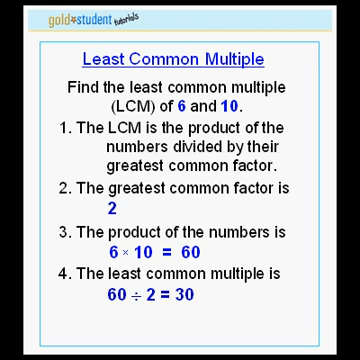 gold★student tutorials
Least Common Multiple
Find the least common multiple
(LCM) of 6 and 10.
1. The LCM is the product of the
numbers divided by their
greatest common factor.
2. The greatest common factor is
2
3. The product of the numbers is
6 × 10 = 60
4. The least common multiple is
60 ÷ 2 = 30